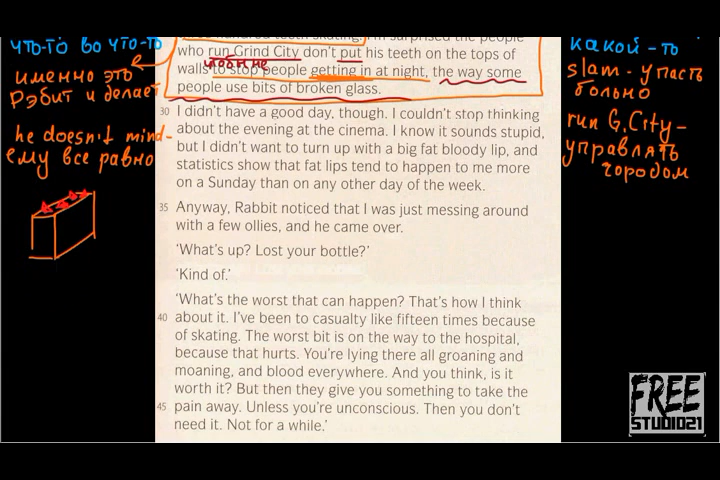 что-то во что-то
именно это
Рэбит и делает
he doesn't mind-
ему все равно
hundred teeth skating. I'm surprised the people
who run Grind City don't put his teeth on the tops of
чтобы не
walls to stop people getting in at night, the way some
people use bits of broken glass.
30 I didn't have a good day, though. I couldn't stop thinking
about the evening at the cinema. I know it sounds stupid,
but I didn't want to turn up with a big fat bloody lip, and
statistics show that fat lips tend to happen to me more
on a Sunday than on any other day of the week.
35 Anyway, Rabbit noticed that I was just messing around
with a few ollies, and he came over.
‘What's up? Lost your bottle?’
‘Kind of.’
‘What's the worst that can happen? That's how I think
40 about it. I've been to casualty like fifteen times because
of skating. The worst bit is on the way to the hospital,
because that hurts. You're lying there all groaning and
moaning, and blood everywhere. And you think, is it
worth it? But then they give you something to take the
45 pain away. Unless you're unconscious. Then you don't
need it. Not for a while.’
какой-то
slam - упасть
больно
run G.City-
управлять
городом
FREE
STUDIO21